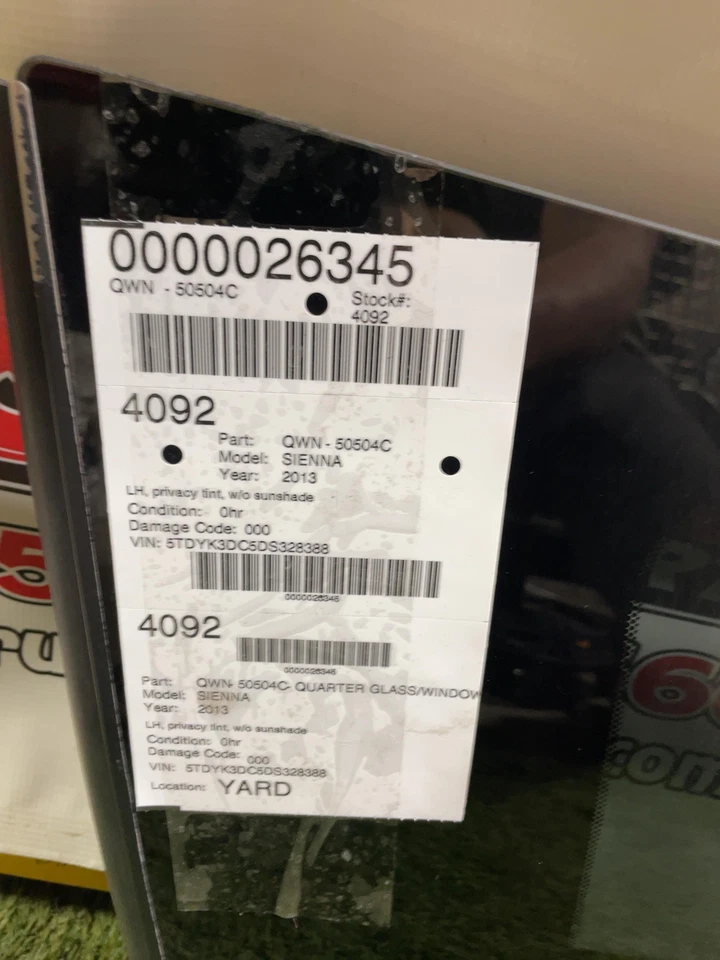 0000026345
QWN - 50504C
Stock#:
4092
4092
Part: QWN - 50504C
Model: SIENNA
Year: 2013
LH, privacy tint, w/o sunshade
Condition: 0hr
Damage Code: 000
VIN: 5TDYK3DC5DS328388
0000026345
4092
0000026345
Part: QWN- 50504C- QUARTER GLASS/WINDOW
Model: SIENNA
Year: 2013
LH, privacy tint, w/o sunshade
Condition: 0hr
Damage Code: 000
VIN: 5TDYK3DC5DS328388
Location: YARD
5
.com